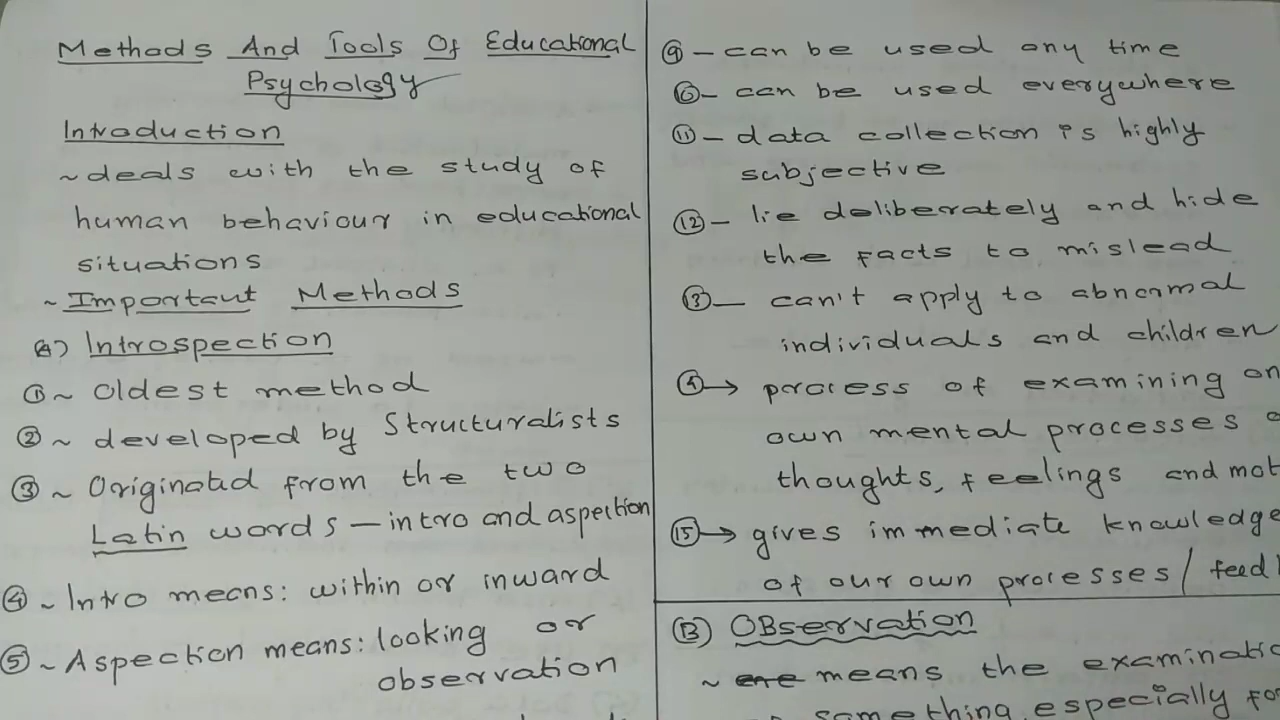 Methods And Tools Of Educational
Psychology
Introduction
~ deals with the study of
human behaviour in educational
situations
~ Important Methods
(A) Introspection
① ~ Oldest method
② ~ developed by Structuralists
③ ~ Originated from the two
Latin words — intro and aspection
④ ~ Intro means: within or inward
⑤ ~ Aspection means: looking or
observation
⑨ — can be used any time
⑩ — can be used everywhere
⑪ — data collection is highly
subjective
⑫ — lie deliberately and hide
the facts to mislead
⑬ — can't apply to abnormal
individuals and children
⑭ → process of examining on
own mental processes
thoughts, feelings and mot
⑮ → gives immediate knowledge
of our own processes / feed
(B) OBservation
~ means the examinatio
something, especially for